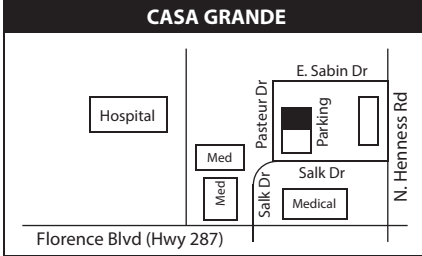 CASA GRANDE
E. Sabin Dr
Pasteur Dr
Parking
N. Henness Rd
Hospital
Med
Med
Salk Dr
Salk Dr
Medical
Florence Blvd (Hwy 287)